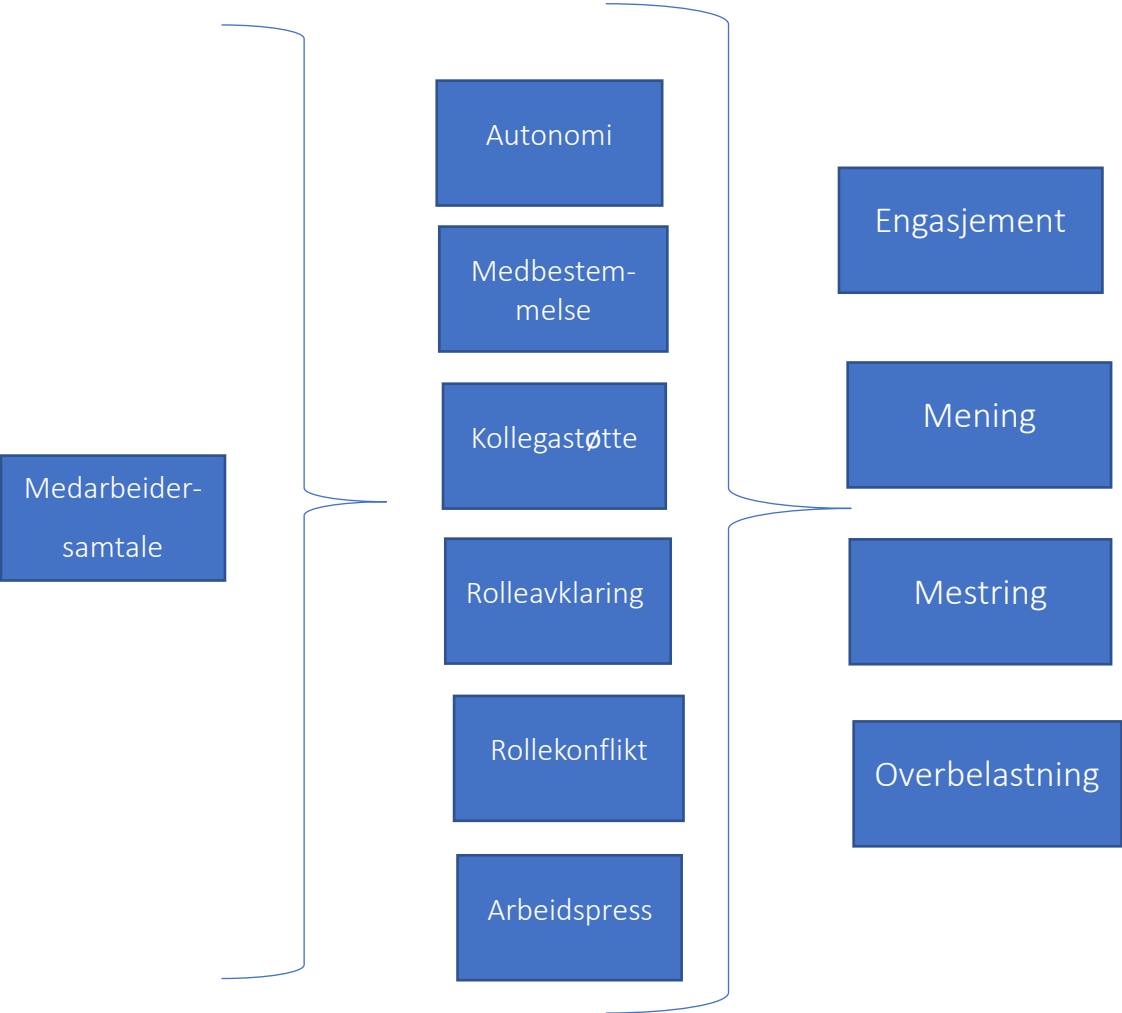 Medarbeider-
samtale
Autonomi
Medbestem-
melse
Kollegastøtte
Rolleavklaring
Rollekonflikt
Arbeidspress
Engasjement
Mening
Mestring
Overbelastning